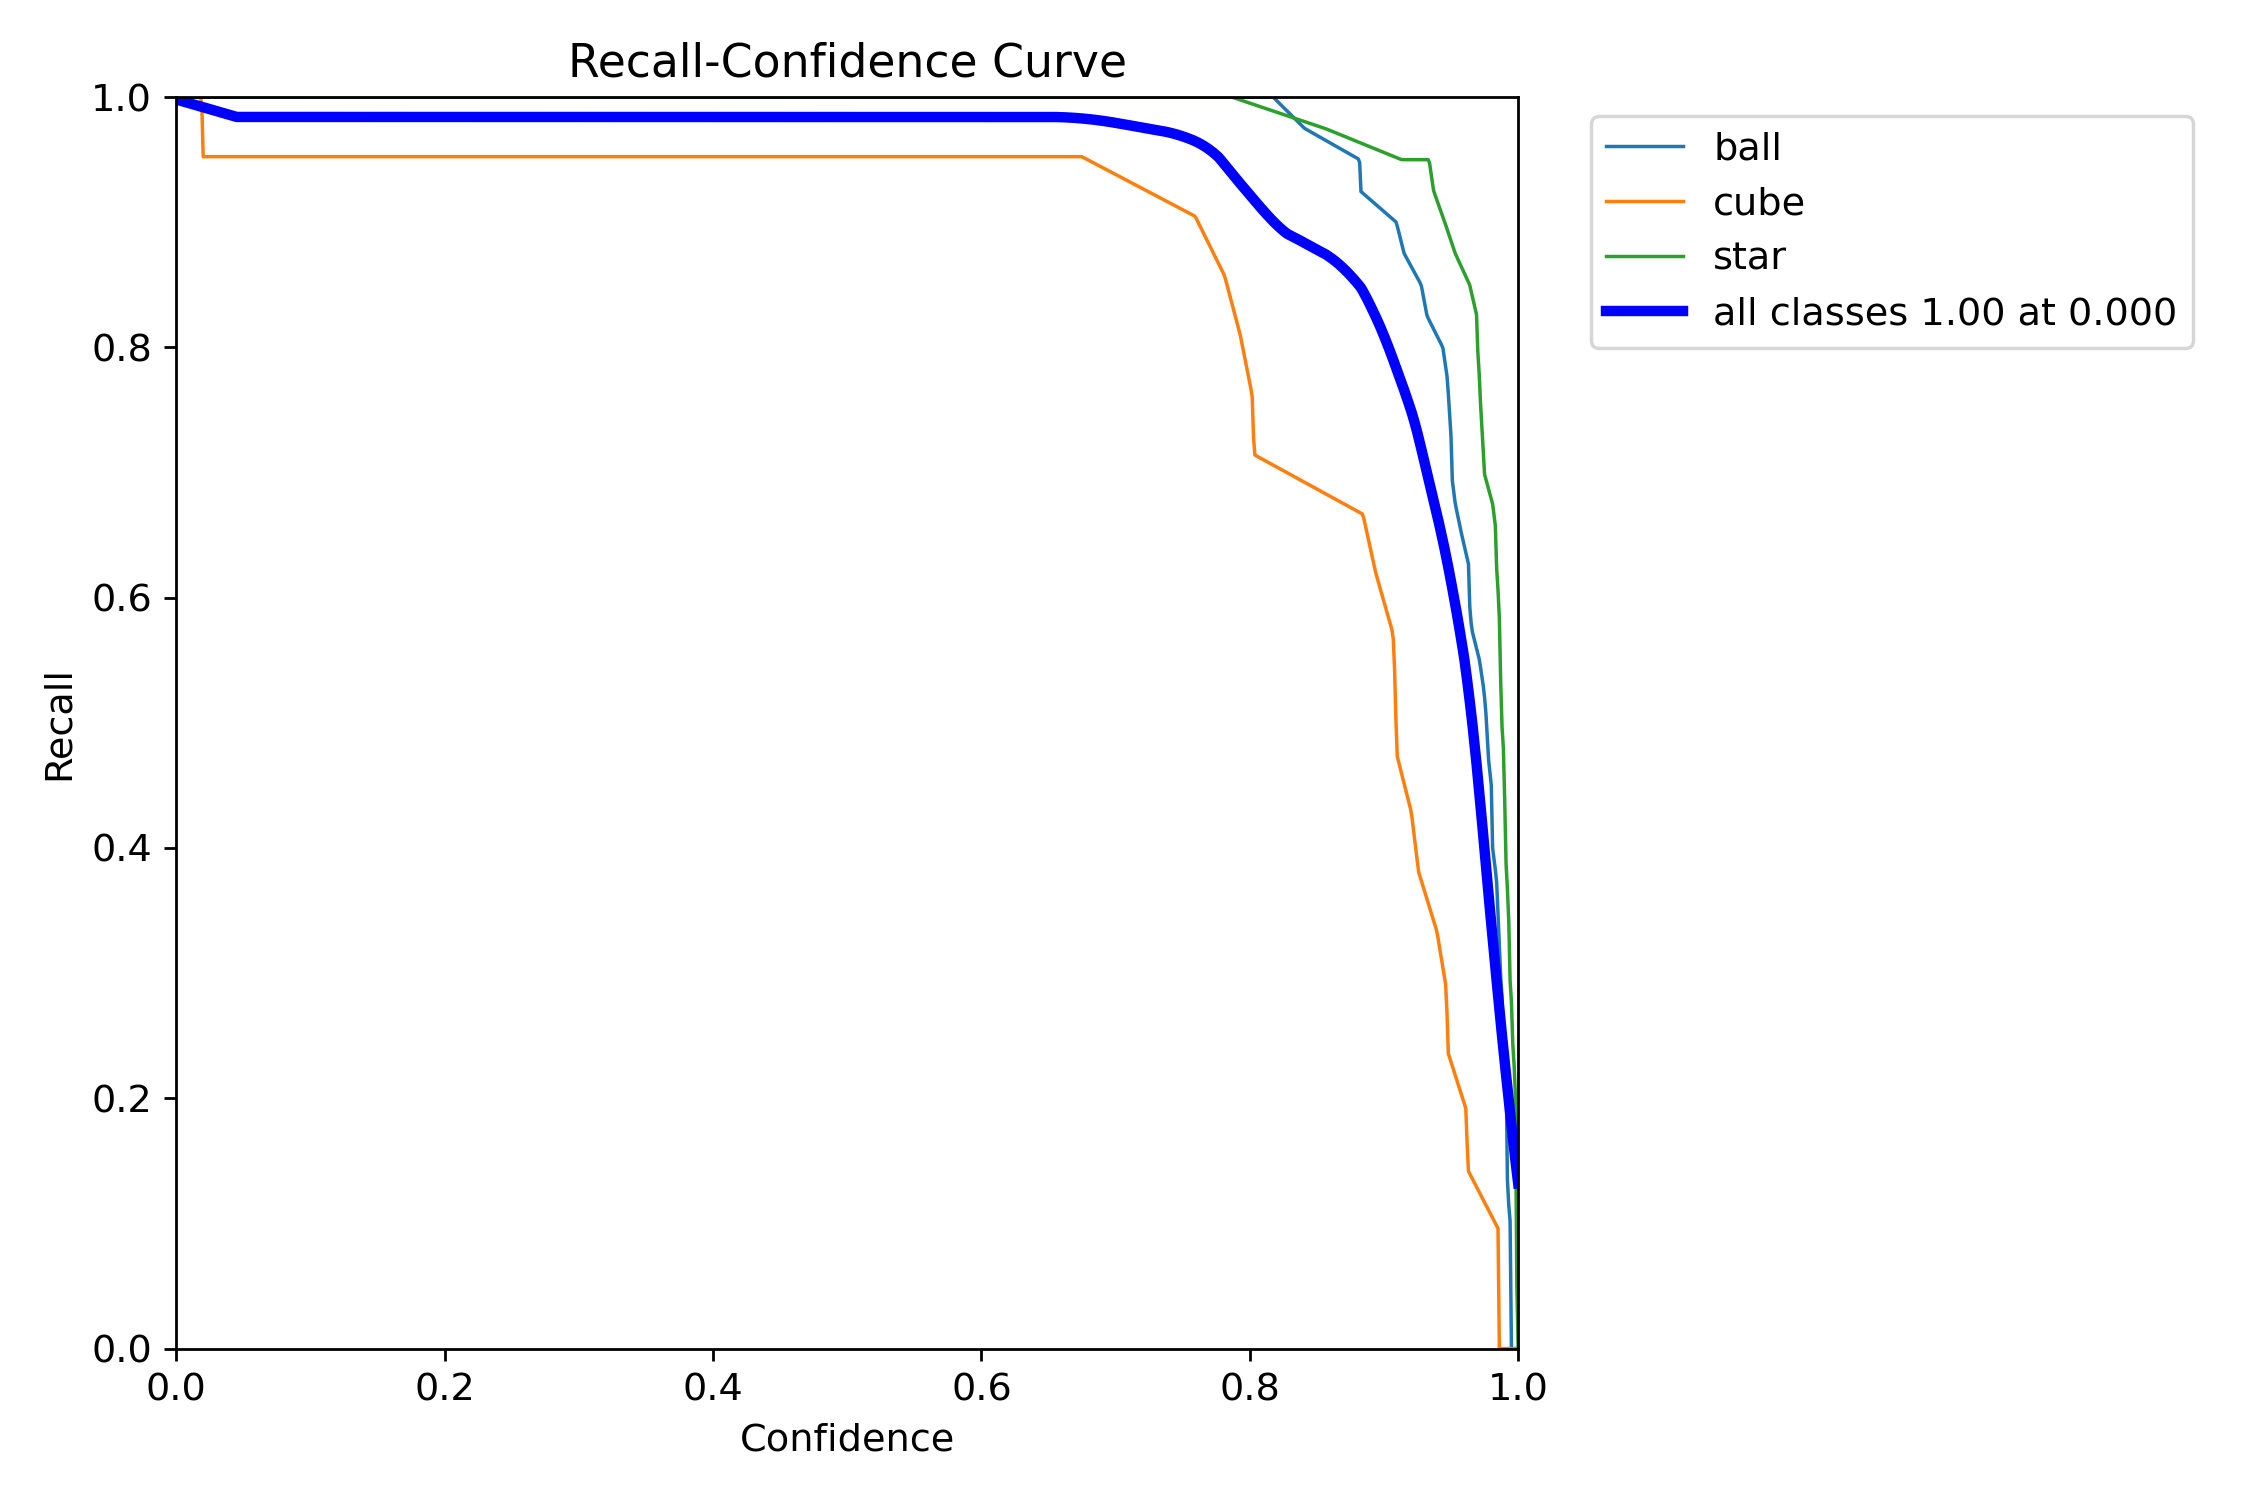 Recall-Confidence Curve
1.0
0.8
0.6
0.4
0.2
0.0
Recall
0.0 0.2 0.4 0.6 0.8 1.0
Confidence
ball
cube
star
all classes 1.00 at 0.000